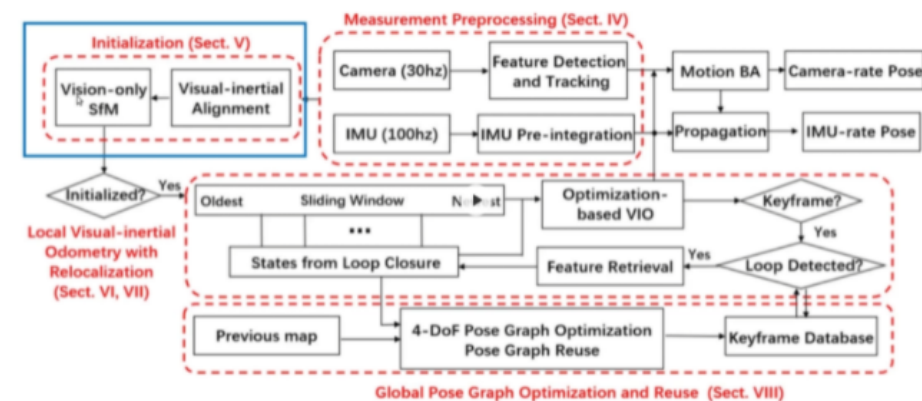 Measurement Preprocessing (Sect. IV)
Initialization (Sect. V)
Vision-only
SfM
Visual-inertial
Alignment
Camera (30hz)
Feature Detection
and Tracking
Motion BA
Camera-rate Pose
IMU (100hz)
IMU Pre-integration
Propagation
IMU-rate Pose
Initialized?
Yes
Oldest
Sliding Window
Optimization-
based VIO
Keyframe?
Yes
...
Local Visual-inertial
Odometry with
Relocalization
(Sect. VI, VII)
States from Loop Closure
Feature Retrieval
Yes
Loop Detected?
Previous map
4-DoF Pose Graph Optimization
Pose Graph Reuse
Keyframe Database
Global Pose Graph Optimization and Reuse (Sect. VIII)